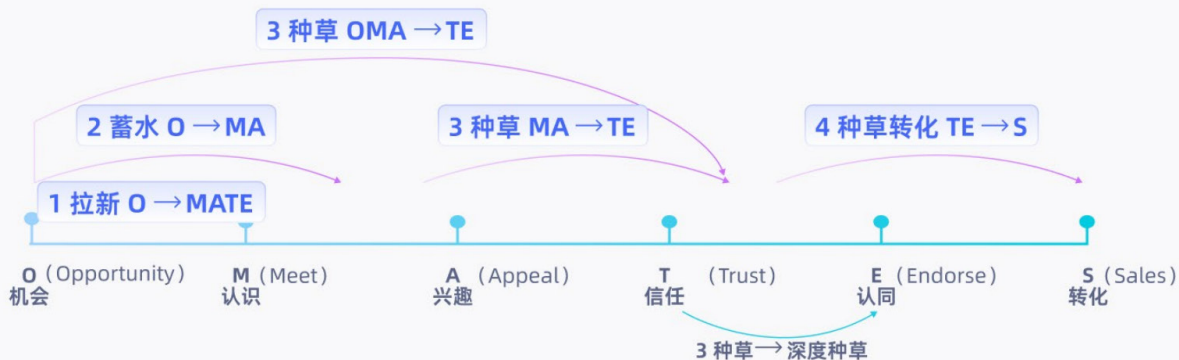 3 种草 OMA →TE
2 蓄水 O →MA
3 种草 MA →TE
4 种草转化 TE →S
1 拉新 O →MATE
O (Opportunity)
机会
M (Meet)
认识
A (Appeal)
兴趣
T (Trust)
信任
E (Endorse)
认同
S (Sales)
转化
3 种草→深度种草